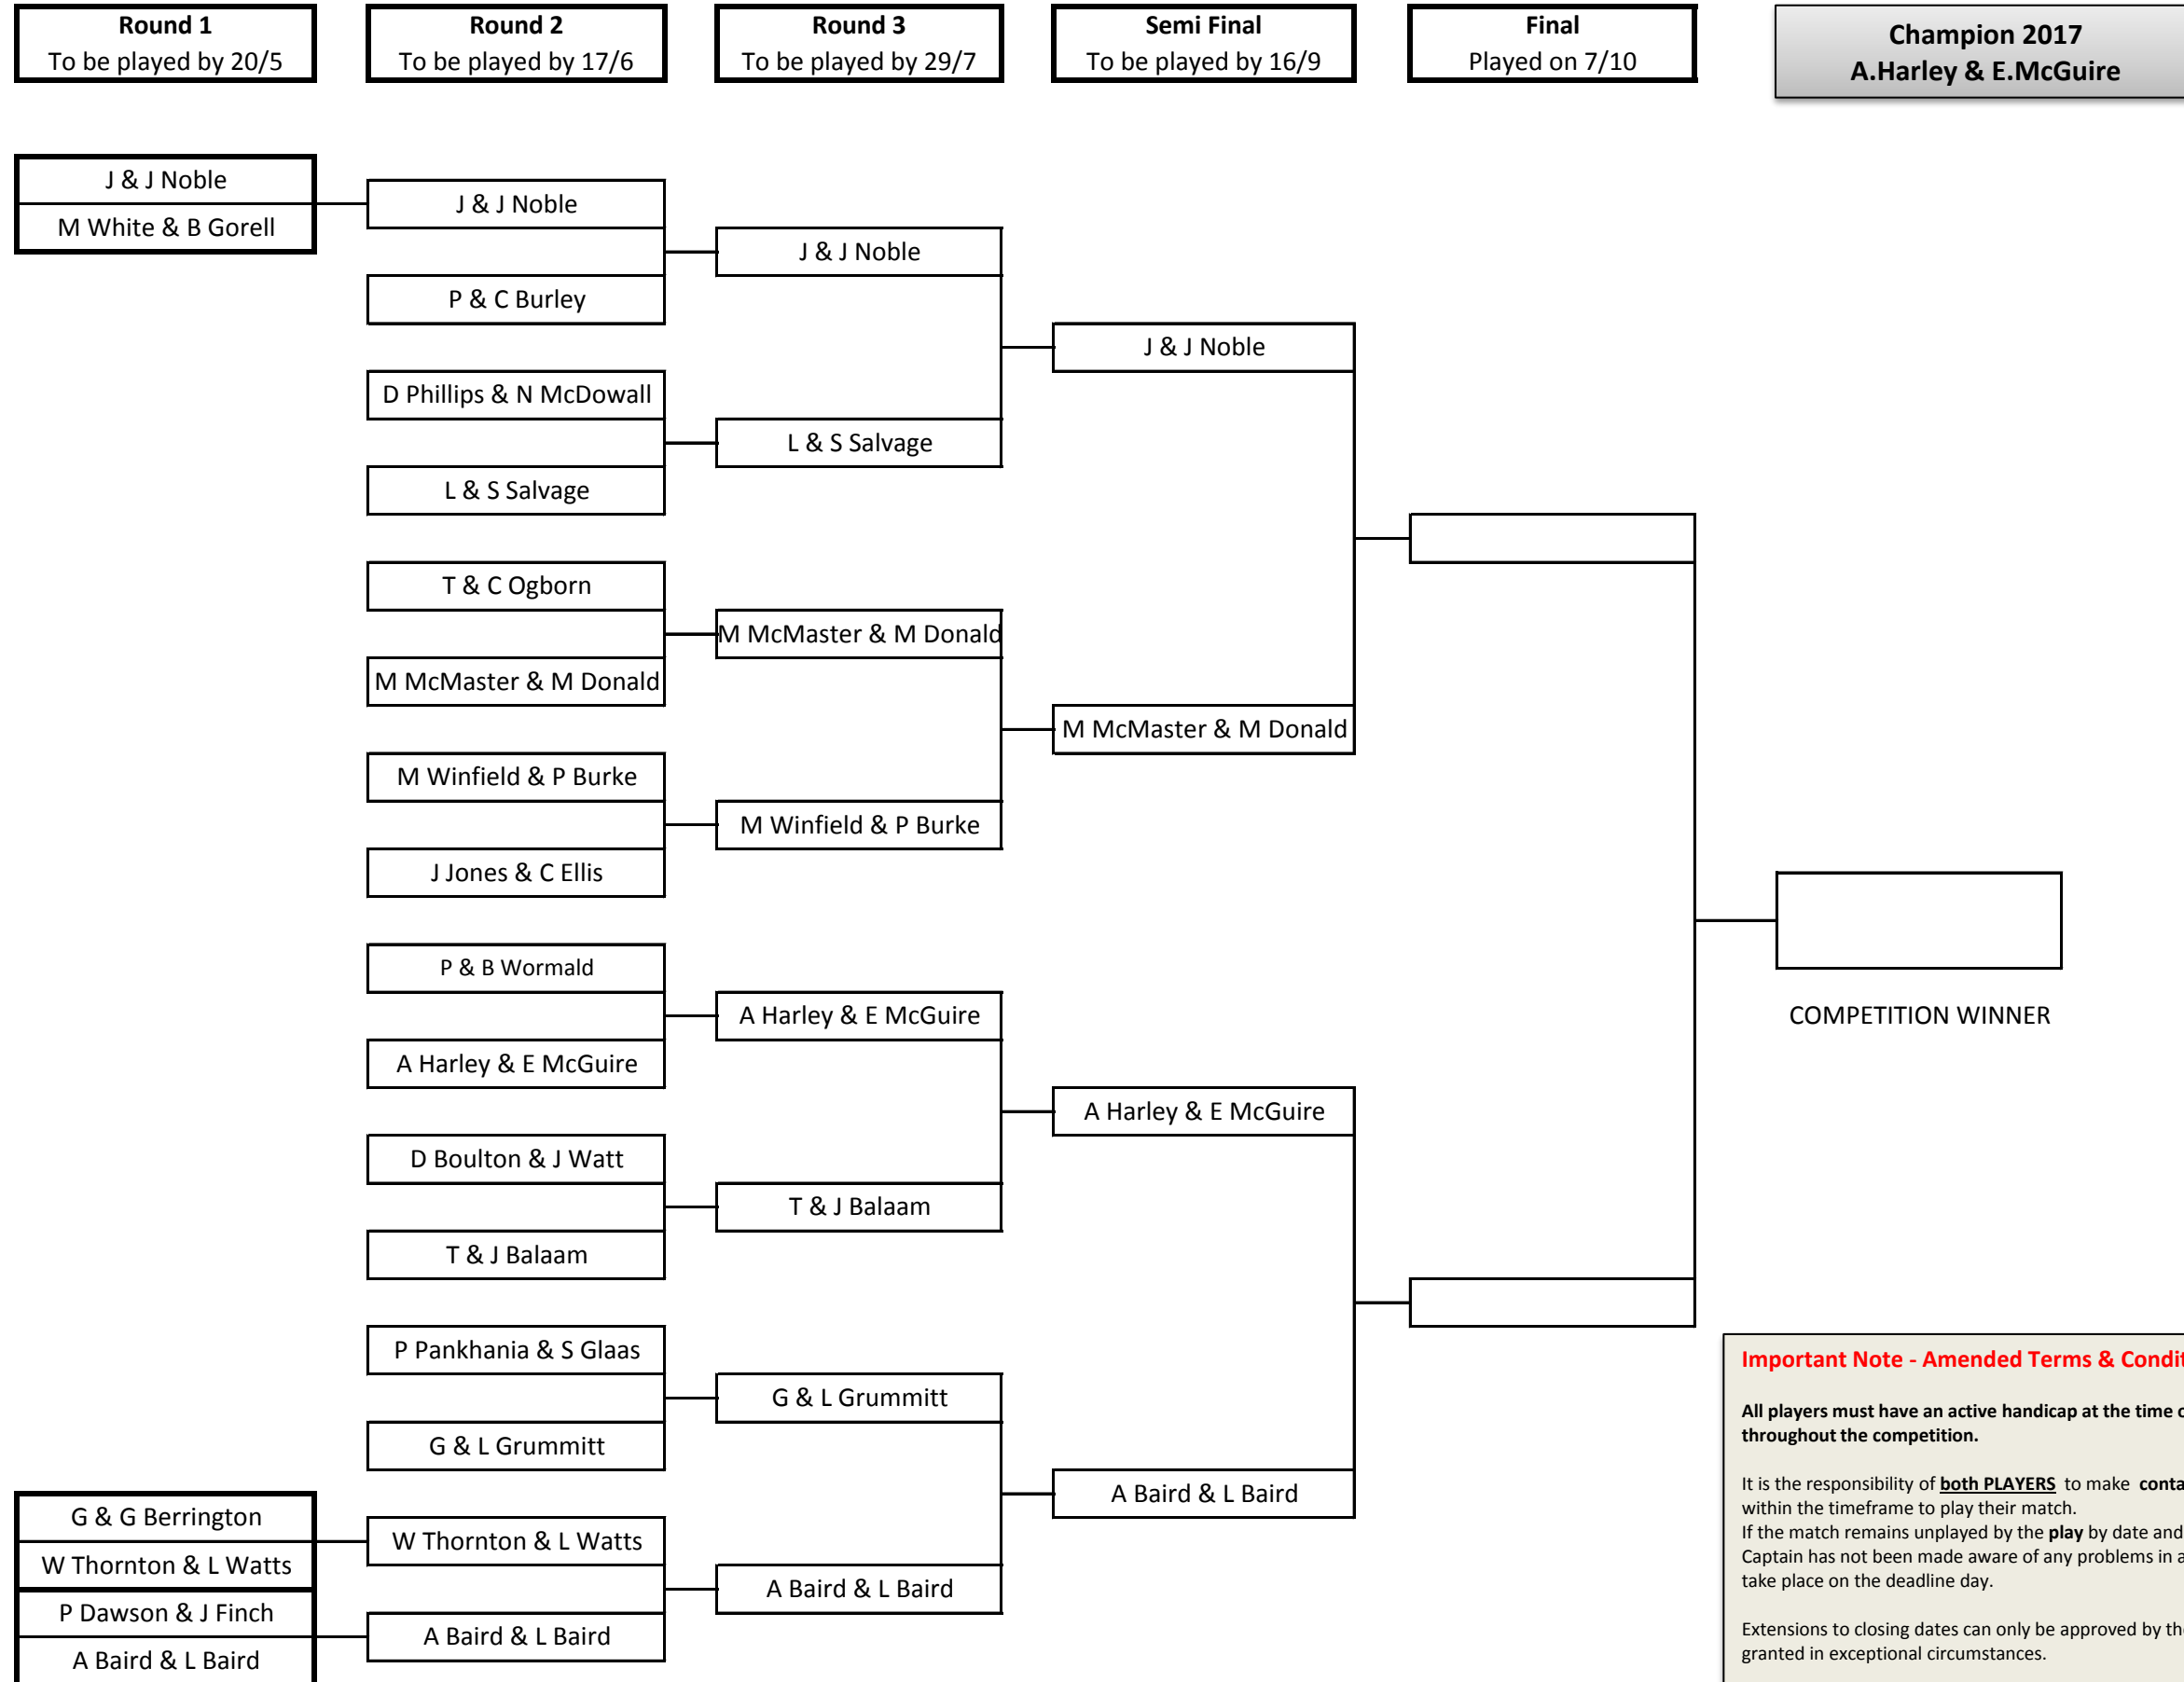 Round 1
To be played by 20/5
Round 2
To be played by 17/6
Round 3
To be played by 29/7
Semi Final
To be played by 16/9
Final
Played on 7/10
Champion 2017
A.Harley & E.McGuire
J & J Noble
M White & B Gorell
J & J Noble
P & C Burley
D Phillips & N McDowall
L & S Salvage
T & C Ogborn
M McMaster & M Donald
M Winfield & P Burke
J Jones & C Ellis
P & B Wormald
A Harley & E McGuire
D Boulton & J Watt
T & J Balaam
P Pankhania & S Glaas
G & L Grummitt
G & G Berrington
W Thornton & L Watts
P Dawson & J Finch
A Baird & L Baird
W Thornton & L Watts
A Baird & L Baird
J & J Noble
L & S Salvage
M McMaster & M Donald
M Winfield & P Burke
A Harley & E McGuire
T & J Balaam
G & L Grummitt
A Baird & L Baird
J & J Noble
M McMaster & M Donald
A Harley & E McGuire
A Baird & L Baird
COMPETITION WINNER
Important Note - Amended Terms &
All players must have an active handicap at the time
throughout the competition.
It is the responsibility of both PLAYERS to make
within the timeframe to play their match.
If the match remains unplayed by the play by date and
Captain has not been made aware of any problems in
take place on the deadline day.
Extensions to closing dates can only be approved by
granted in exceptional circumstances.